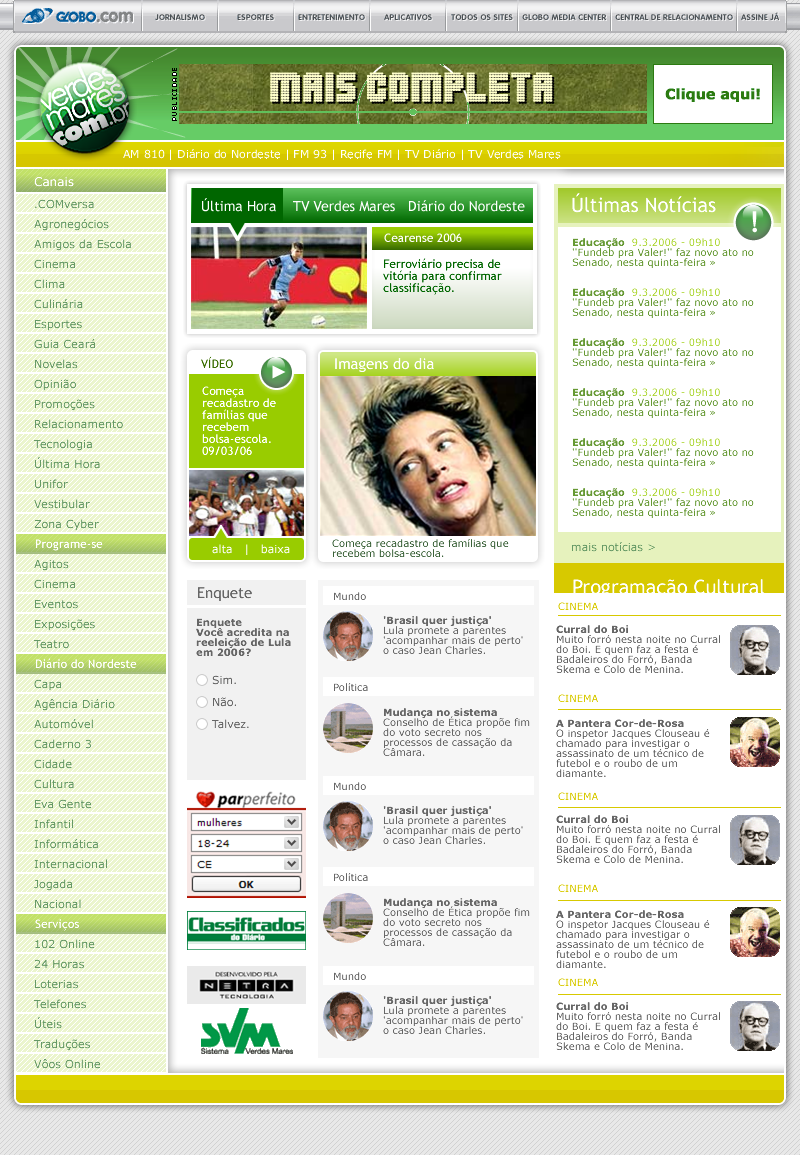 GLOBO.COM
JORNALISMO
ESPORTES
ENTRETENIMENTO
APLICATIVOS
TODOS OS SITES
GLOBO MEDIA CENTER
CENTRAL DE RELACIONAMENTO
ASSINE JÁ
verdes
mares
com.br
PUBLICIDADE
MAIS COMPLETA
Clique aqui!
AM 810 | Diário do Nordeste | FM 93 | Recife FM | TV Diário | TV Verdes Mares
Canais
.COMversa
Agronegócios
Amigos da Escola
Cinema
Clima
Culinária
Esportes
Guia Ceará
Novelas
Opinião
Promoções
Relacionamento
Tecnologia
Última Hora
Unifor
Vestibular
Zona Cyber
Programe-se
Agitos
Cinema
Eventos
Exposições
Teatro
Diário do Nordeste
Capa
Agência Diário
Automóvel
Caderno 3
Cidade
Cultura
Eva Gente
Infantil
Informática
Internacional
Jogada
Nacional
Serviços
102 Online
24 Horas
Loterias
Telefones
Úteis
Traduções
Vôos Online
Última Hora
TV Verdes Mares
Diário do Nordeste
Cearense 2006
Ferroviário precisa de
vitória para confirmar
classificação.
VÍDEO
Começa
recadastro de
famílias que
recebem
bolsa-escola.
09/03/06
alta | baixa
Imagens do dia
Começa recadastro de famílias que
recebem bolsa-escola.
Enquete
Enquete
Você acredita na
reeleição de Lula
em 2006?
Sim.
Não.
Talvez.
parperfeito
mulheres
18-24
CE
OK
Classificados
do Diário
DESENVOLVIDO PELA
NETRA
TECNOLOGIA
SVM
Sistema Verdes Mares
Mundo
'Brasil quer justiça'
Lula promete a parentes
'acompanhar mais de perto'
o caso Jean Charles.
Política
Mudança no sistema
Conselho de Ética propõe fim
do voto secreto nos
processos de cassação da
Câmara.
Mundo
'Brasil quer justiça'
Lula promete a parentes
'acompanhar mais de perto'
o caso Jean Charles.
Política
Mudança no sistema
Conselho de Ética propõe fim
do voto secreto nos
processos de cassação da
Câmara.
Mundo
'Brasil quer justiça'
Lula promete a parentes
'acompanhar mais de perto'
o caso Jean Charles.
Últimas Notícias
!
Educação 9.3.2006 - 09h10
"Fundeb pra Valer!" faz novo ato no
Senado, nesta quinta-feira »
Educação 9.3.2006 - 09h10
"Fundeb pra Valer!" faz novo ato no
Senado, nesta quinta-feira »
Educação 9.3.2006 - 09h10
"Fundeb pra Valer!" faz novo ato no
Senado, nesta quinta-feira »
Educação 9.3.2006 - 09h10
"Fundeb pra Valer!" faz novo ato no
Senado, nesta quinta-feira »
Educação 9.3.2006 - 09h10
"Fundeb pra Valer!" faz novo ato no
Senado, nesta quinta-feira »
Educação 9.3.2006 - 09h10
"Fundeb pra Valer!" faz novo ato no
Senado, nesta quinta-feira »
mais notícias >
Programação Cultural
CINEMA
Curral do Boi
Muito forró nesta noite no Curral
do Boi. E quem faz a festa é
Badaleiros do Forró, Banda
Skema e Colo de Menina.
CINEMA
A Pantera Cor-de-Rosa
O inspetor Jacques Clouseau é
chamado para investigar o
assassinato de um técnico de
futebol e o roubo de um
diamante.
CINEMA
Curral do Boi
Muito forró nesta noite no Curral
do Boi. E quem faz a festa é
Badaleiros do Forró, Banda
Skema e Colo de Menina.
CINEMA
A Pantera Cor-de-Rosa
O inspetor Jacques Clouseau é
chamado para investigar o
assassinato de um técnico de
futebol e o roubo de um
diamante.
CINEMA
Curral do Boi
Muito forró nesta noite no Curral
do Boi. E quem faz a festa é
Badaleiros do Forró, Banda
Skema e Colo de Menina.